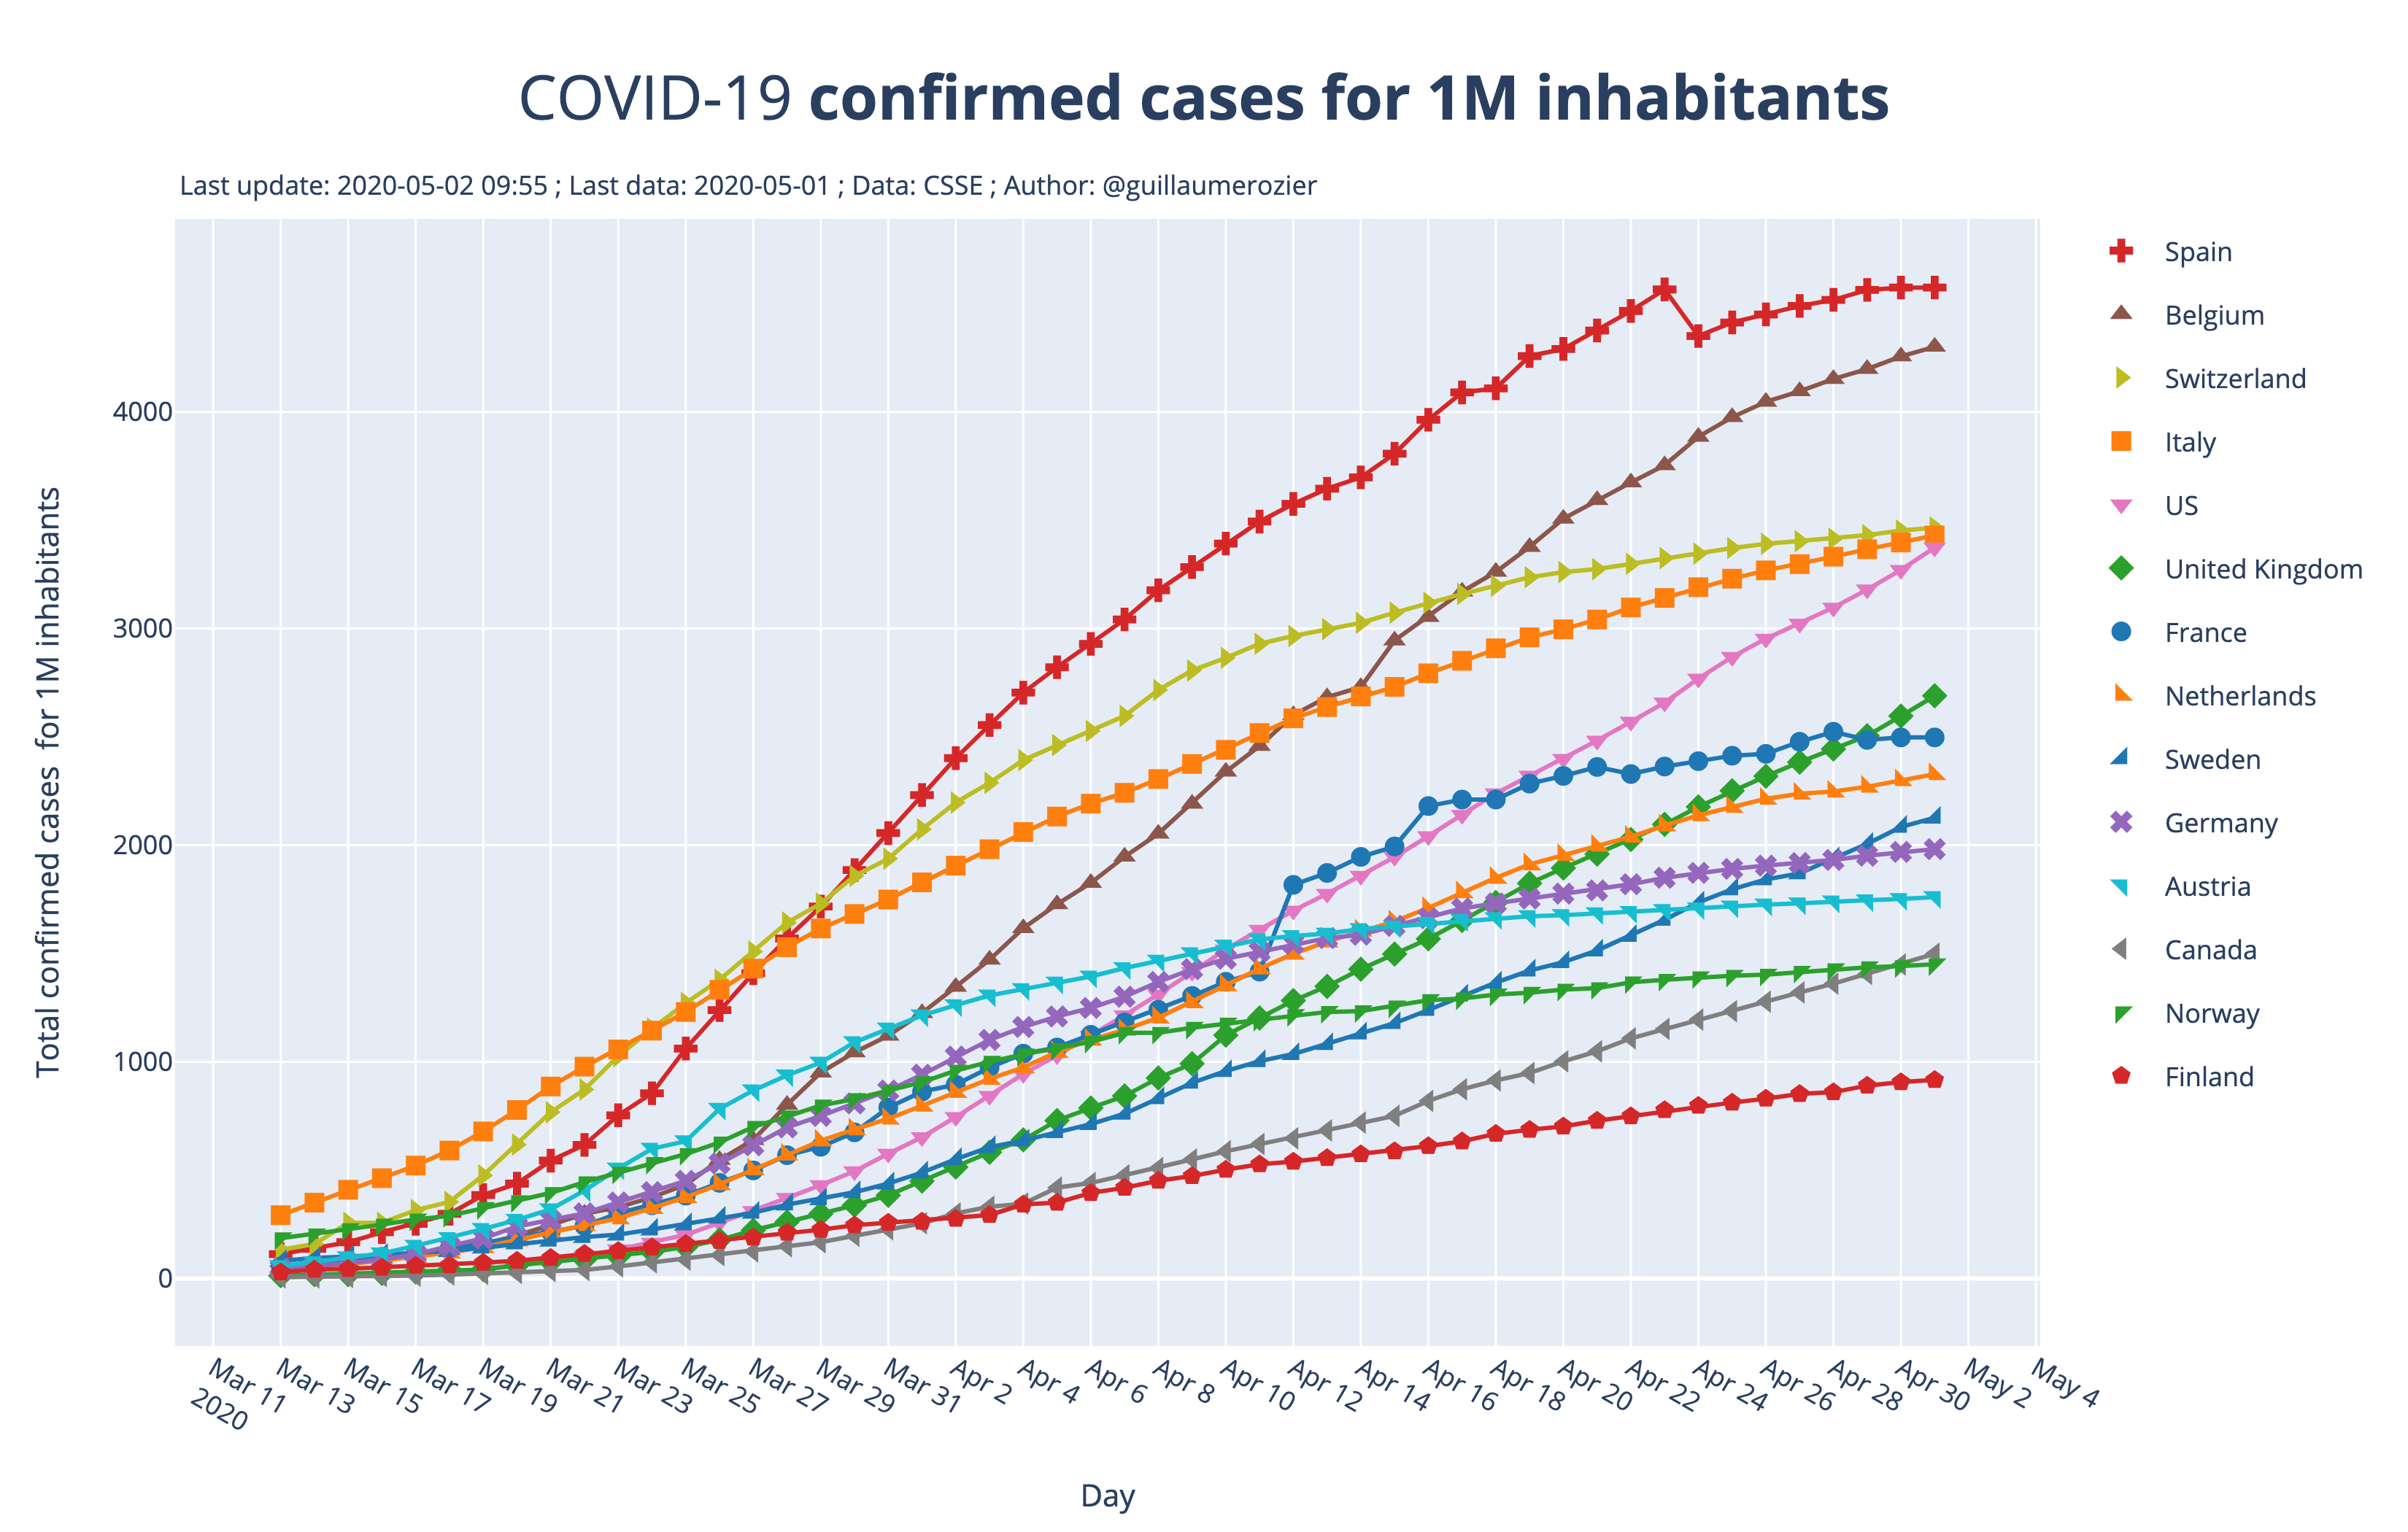 COVID-19 confirmed cases for 1M inhabitants
Last update: 2020-05-02 09:55 ; Last data: 2020-05-01 ; Data: CSSE ; Author: @guillaumerozier
Total confirmed cases for 1M inhabitants
4000
3000
2000
1000
0
Mar 11
2020
Mar 13
Mar 15
Mar 17
Mar 19
Mar 21
Mar 23
Mar 25
Mar 27
Mar 29
Mar 31
Apr 2
Apr 4
Apr 6
Apr 8
Apr 10
Apr 12
Apr 14
Apr 16
Apr 18
Apr 20
Apr 22
Apr 24
Apr 26
Apr 28
Apr 30
May 2
May 4
Day
Spain
Belgium
Switzerland
Italy
US
United Kingdom
France
Netherlands
Sweden
Germany
Austria
Canada
Norway
Finland